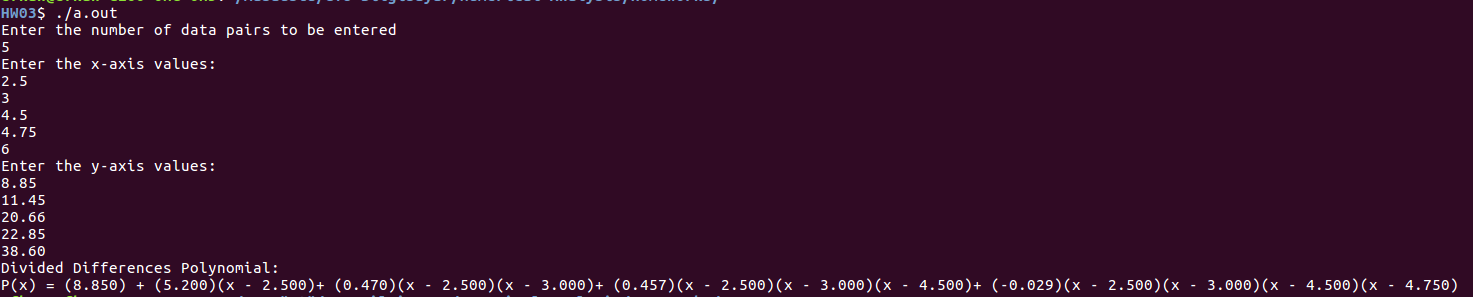 HW03$ ./a.out
Enter the number of data pairs to be entered
5
Enter the x-axis values:
2.5
3
4.5
4.75
6
Enter the y-axis values:
8.85
11.45
20.66
22.85
38.60
Divided Differences Polynomial:
P(x) = (8.850) + (5.200)(x - 2.500)+ (0.470)(x - 2.500)(x - 3.000)+ (0.457)(x - 2.500)(x - 3.000)(x - 4.500)+ (-0.029)(x - 2.500)(x - 3.000)(x - 4.500)(x - 4.750)